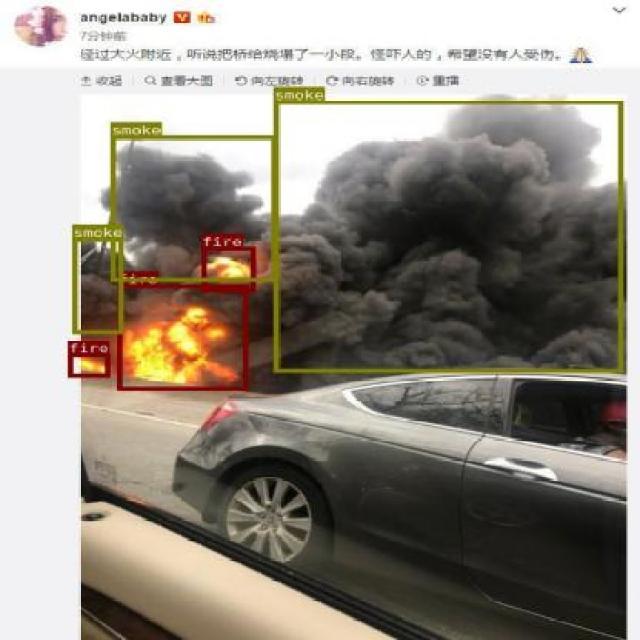 angelababy
7分钟前
经过大火附近，听说把桥给烧塌了一小段。怪吓人的，希望没有人受伤。
收起 查看大图 向左旋转 向右旋转 重播
smoke
smoke
smoke
fire
fire
fire